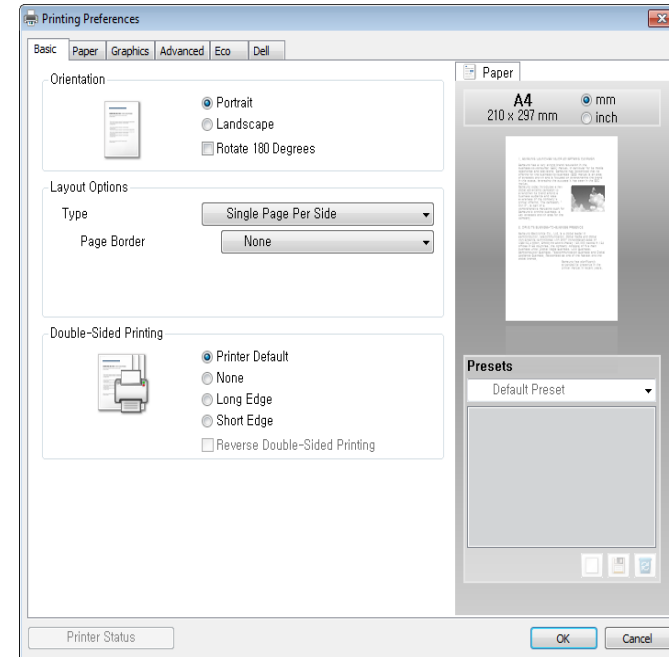 Printing Preferences
Basic Paper Graphics Advanced Eco Dell
Orientation
Portrait
Landscape
Rotate 180 Degrees
Layout Options
Type Single Page Per Side
Page Border None
Double-Sided Printing
Printer Default
None
Long Edge
Short Edge
Reverse Double-Sided Printing
Paper
A4
210 x 297 mm
mm
inch
Presets
Default Preset
Printer Status
OK Cancel